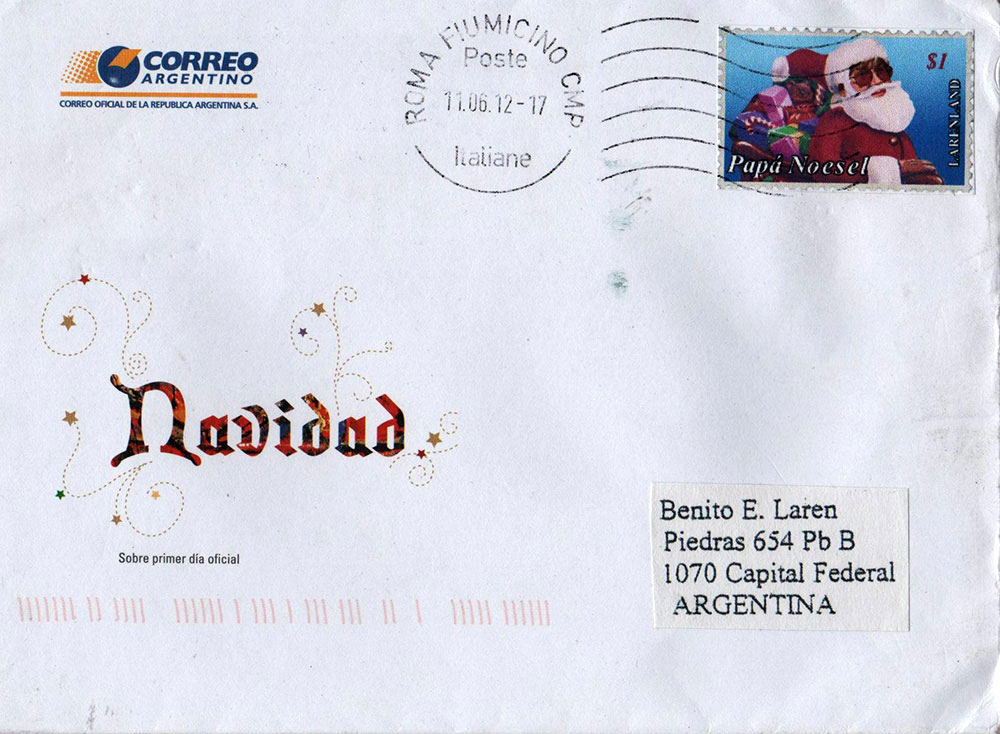 CORREO
ARGENTINO
CORREO OFICIAL DE LA REPUBLICA ARGENTINA S.A.
ROMA FIUMICINO CMP
Poste
11.06.12-17
Italiane
$1
LARENLAND
Papá Noesel
Navidad
Sobre primer día oficial
Benito E. Laren
Piedras 654 Pb B
1070 Capital Federal
ARGENTINA